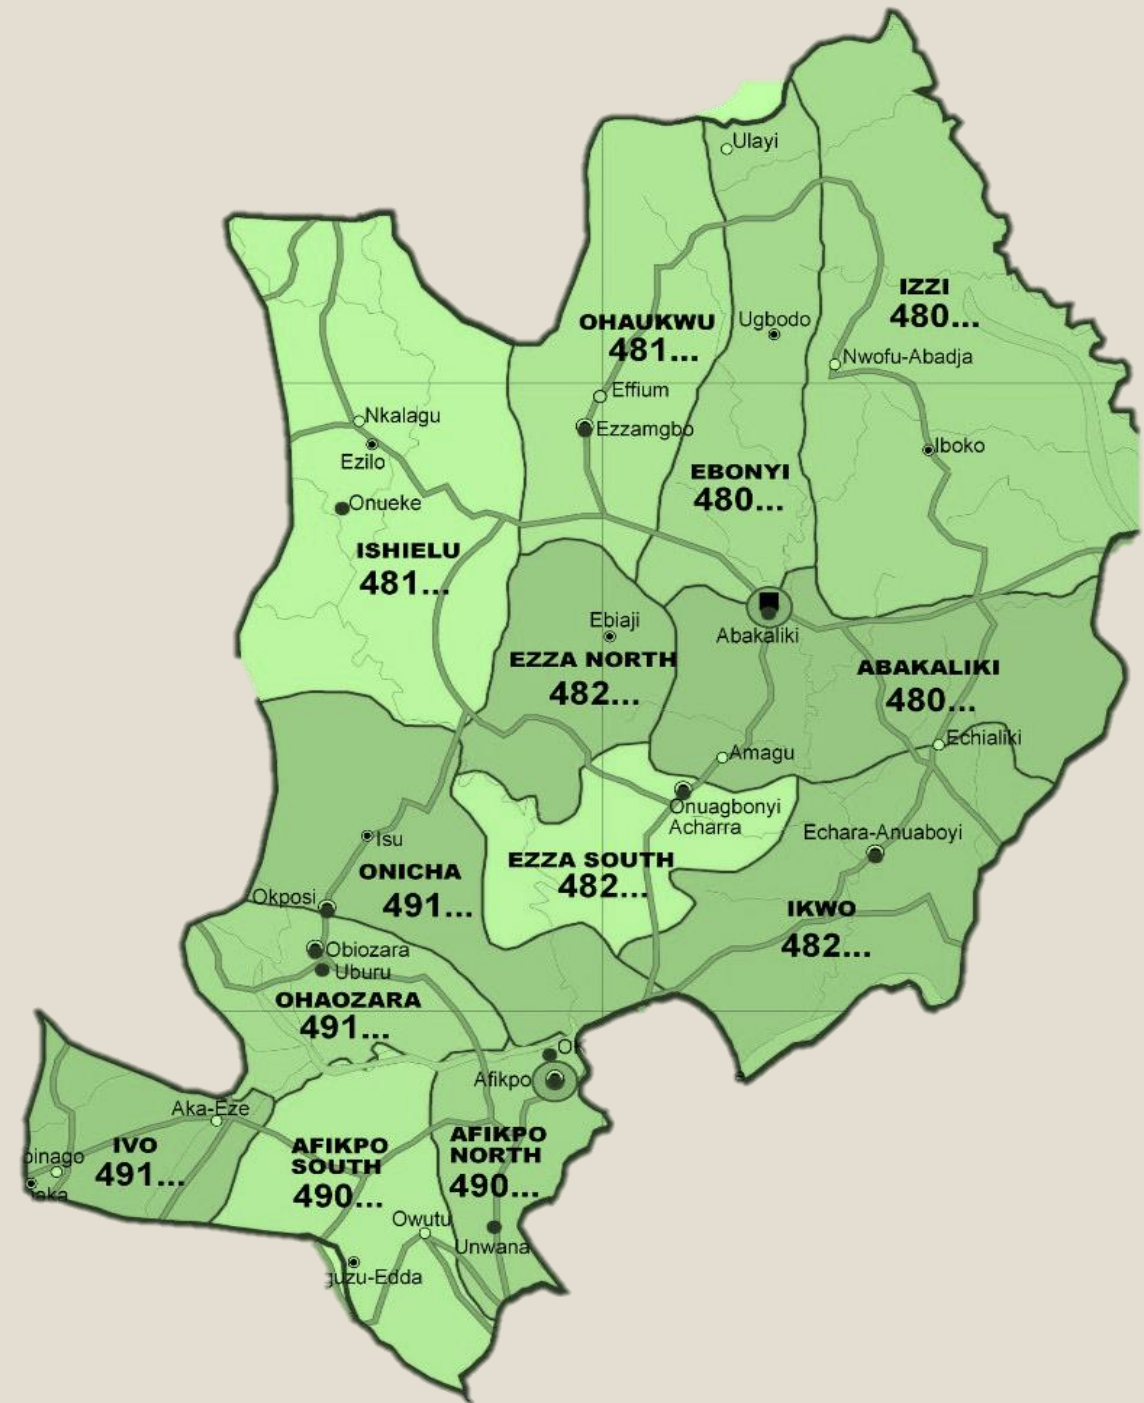 Ulayi
IZZI
480...
OHAUKWU
481...
Ugbodo
Nwofu-Abadja
Effium
Nkalagu
Ezzamgbo
Iboko
Ezilo
EBONYI
480...
Onueke
ISHIELU
481...
Ebiaji
Abakaliki
EZZA NORTH
482...
ABAKALIKI
480...
Echialiki
Amagu
Onuagbonyi
Acharra
Echara-Anuaboyi
Isu
EZZA SOUTH
482...
ONICHA
491...
Okposi
IKWO
482...
Obiozara
Uburu
OHAOZARA
491...
Afikpo
Aka-Eze
IVO
491...
AFIKPO
SOUTH
490...
AFIKPO
NORTH
490...
Owutu
Unwana
guzu-Edda